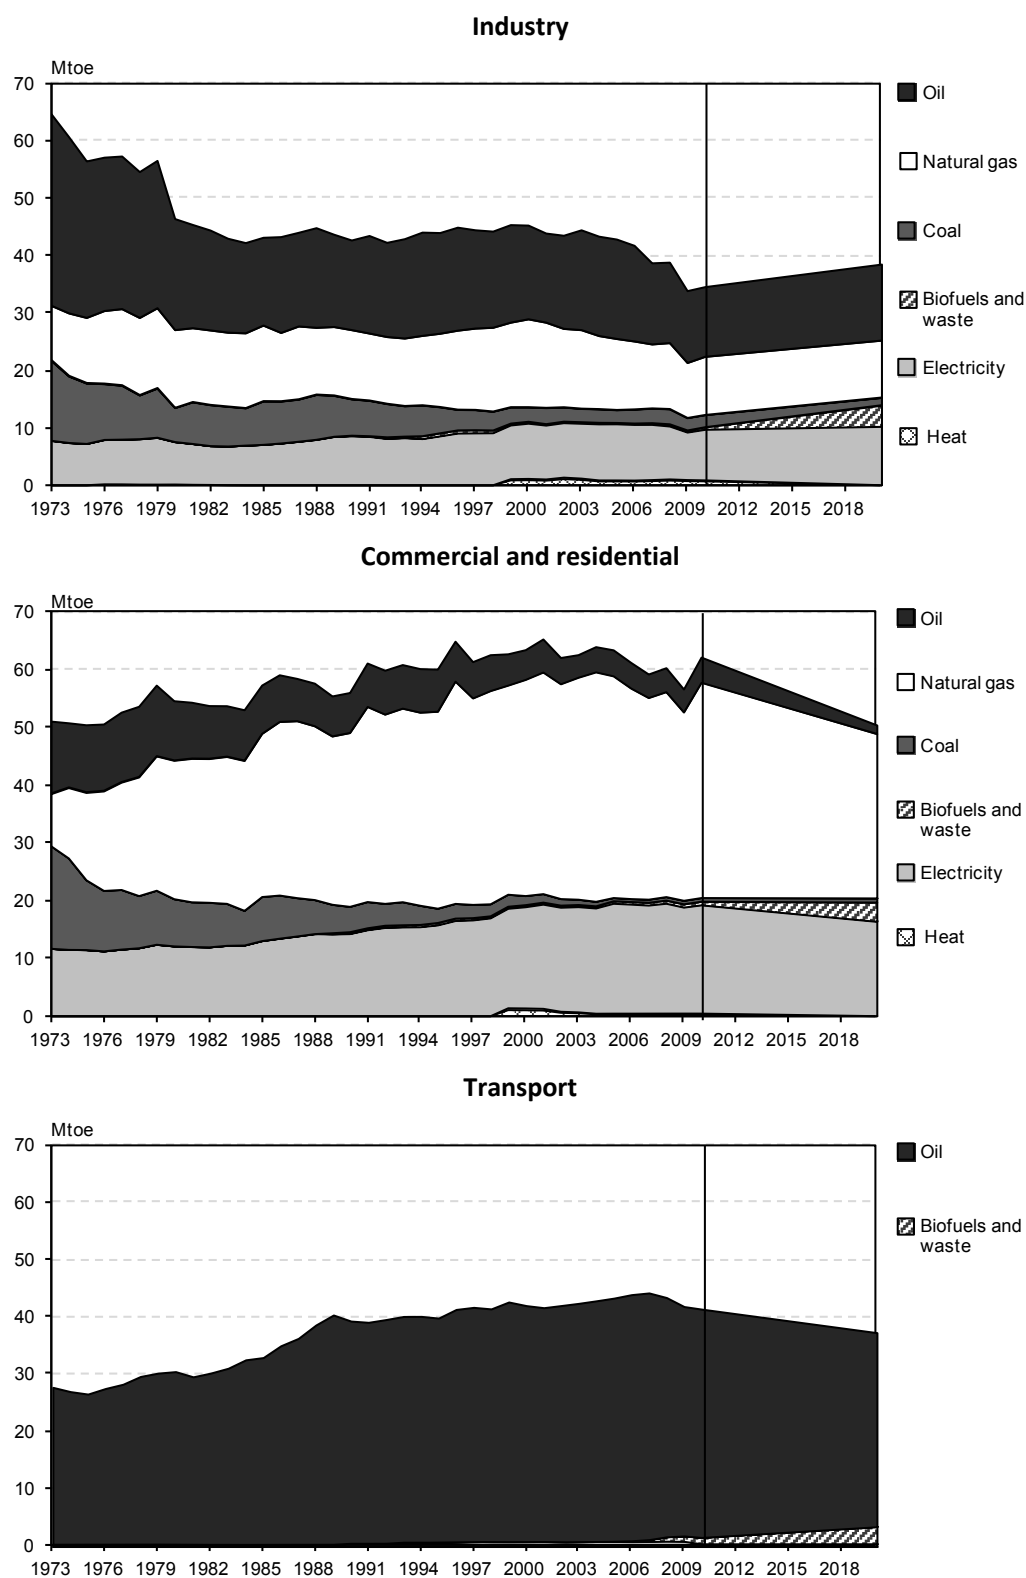 Industry
Mtoe
70
60
50
40
30
20
10
0
1973 1976 1979 1982 1985 1988 1991 1994 1997 2000 2003 2006 2009 2012 2015 2018
Oil
Natural gas
Coal
Biofuels and
waste
Electricity
Heat
Commercial and residential
Mtoe
70
60
50
40
30
20
10
0
1973 1976 1979 1982 1985 1988 1991 1994 1997 2000 2003 2006 2009 2012 2015 2018
Oil
Natural gas
Coal
Biofuels and
waste
Electricity
Heat
Transport
Mtoe
70
60
50
40
30
20
10
0
1973 1976 1979 1982 1985 1988 1991 1994 1997 2000 2003 2006 2009 2012 2015 2018
Oil
Biofuels and
waste